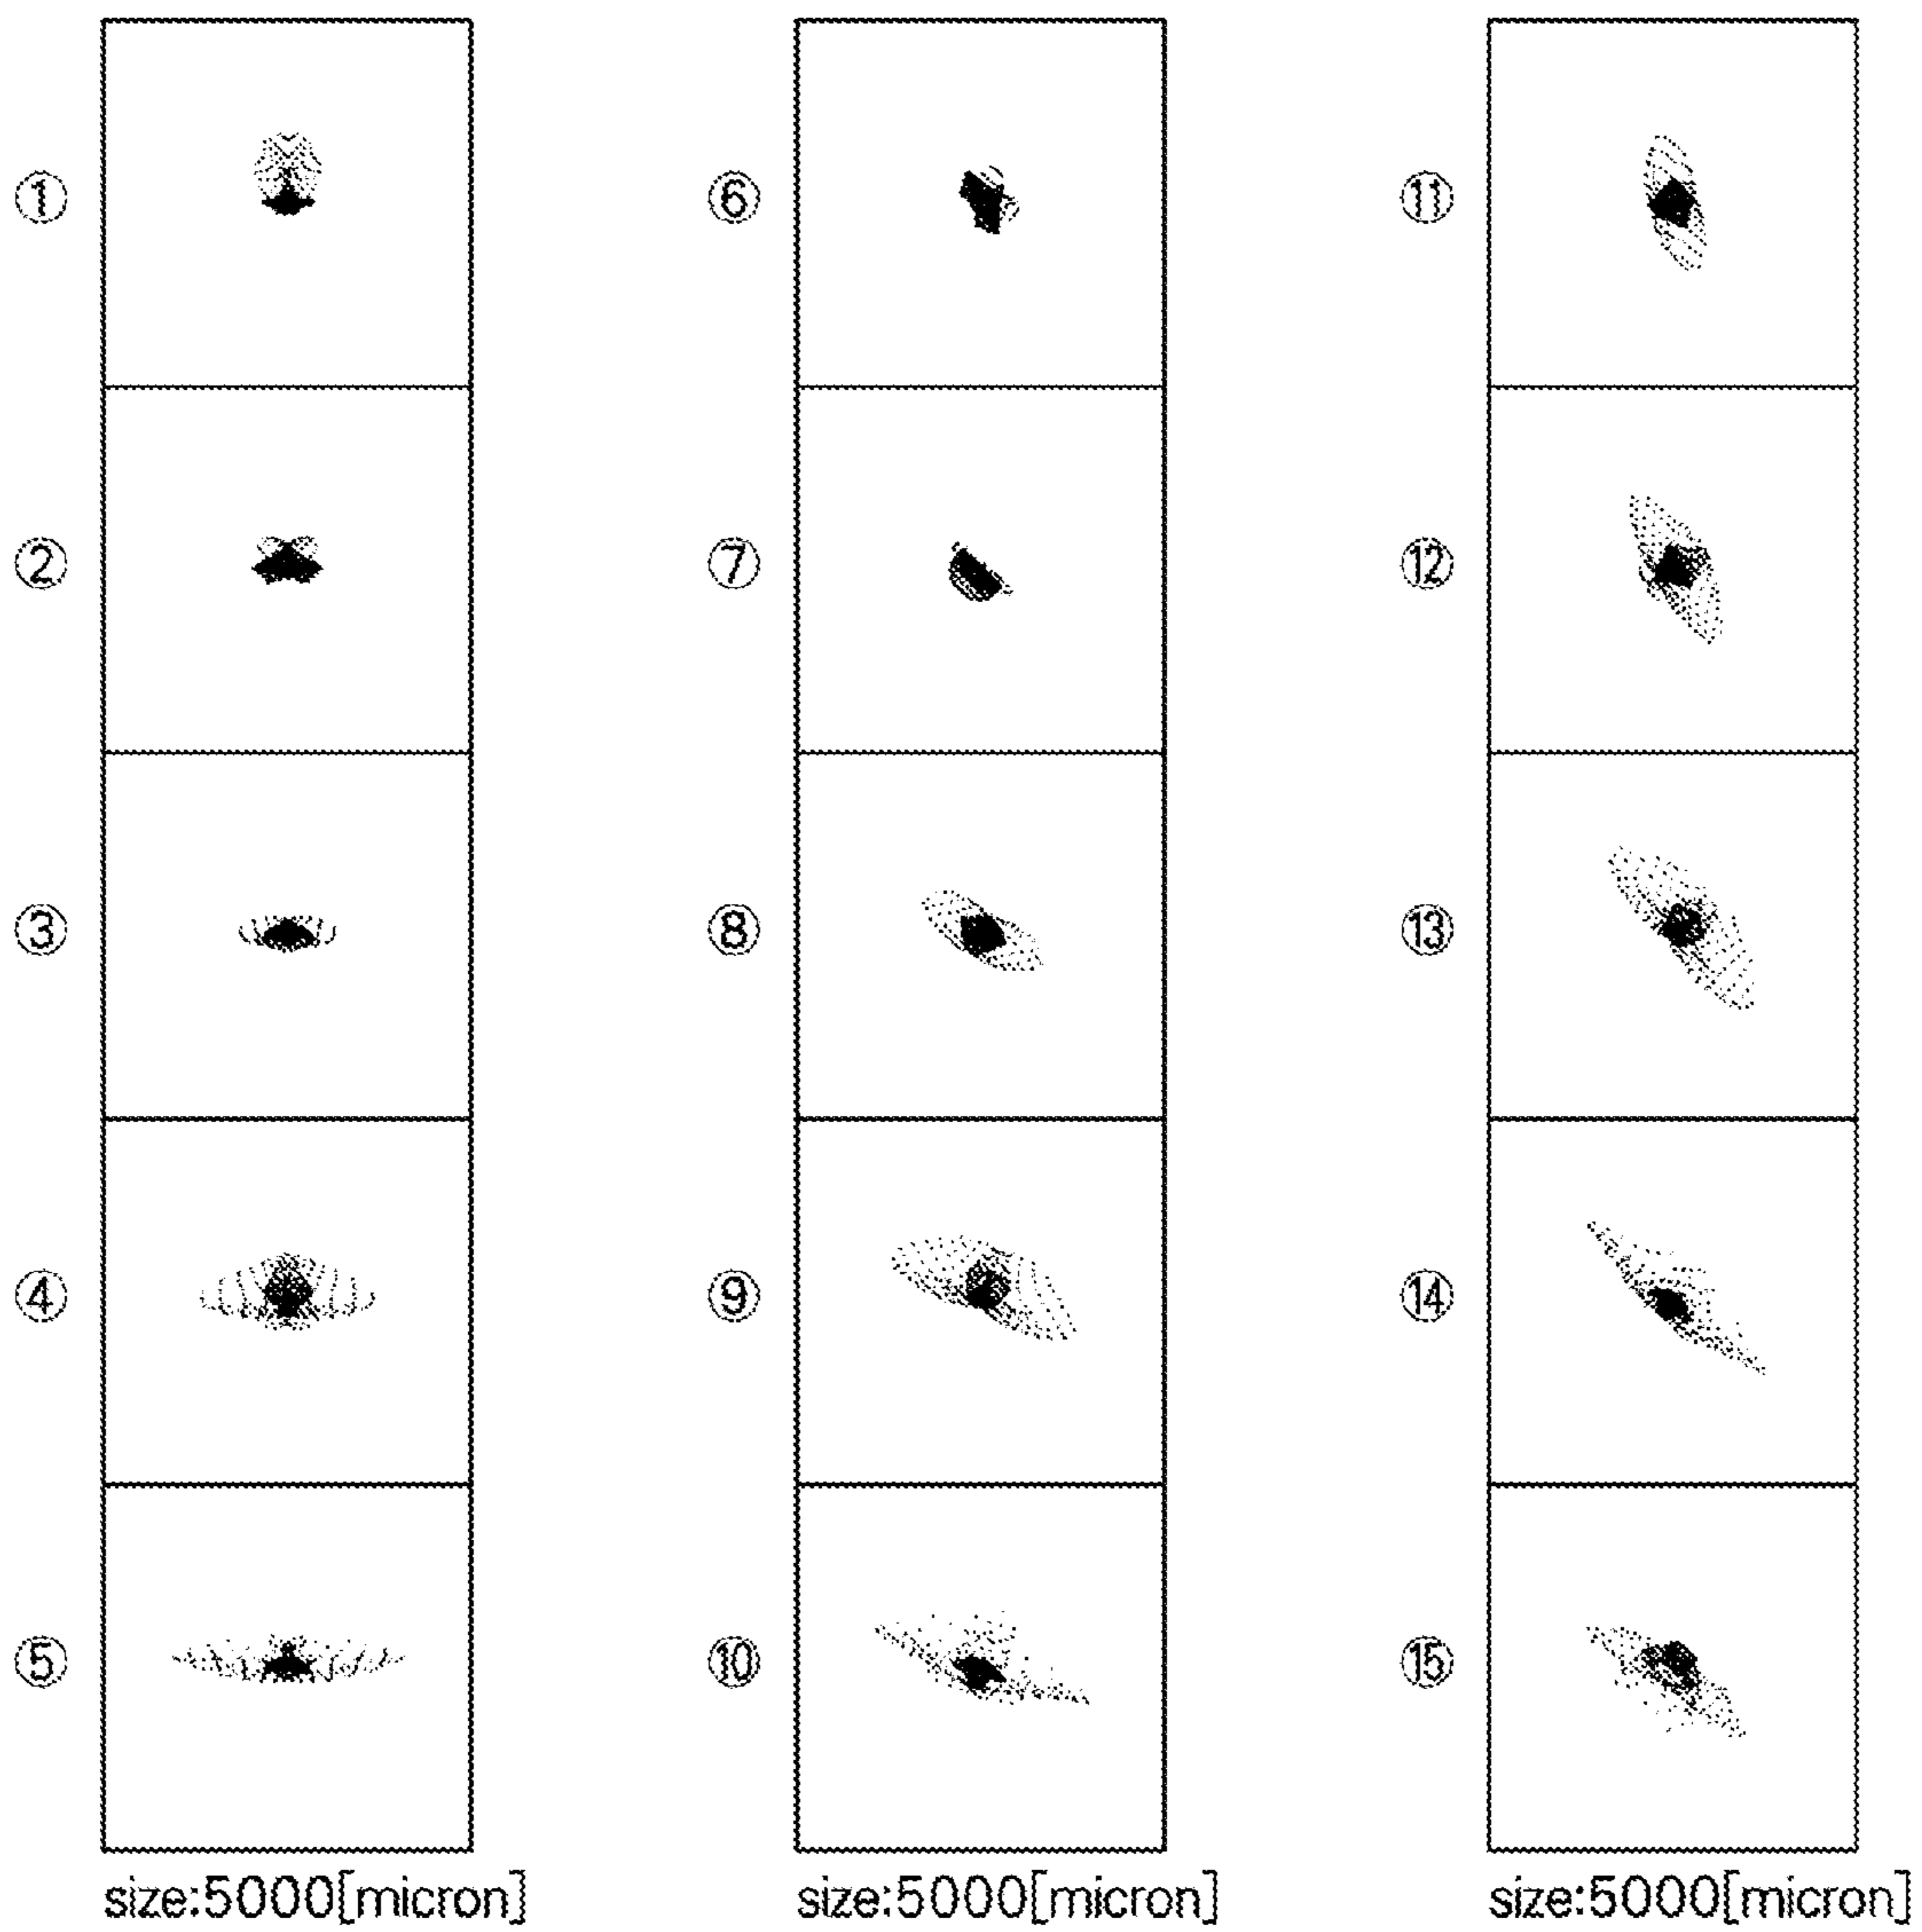 ① ⑥ ⑪
② ⑦ ⑫
③ ⑧ ⑬
④ ⑨ ⑭
⑤ ⑩ ⑮
size:5000[micron] size:5000[micron] size:5000[micron]